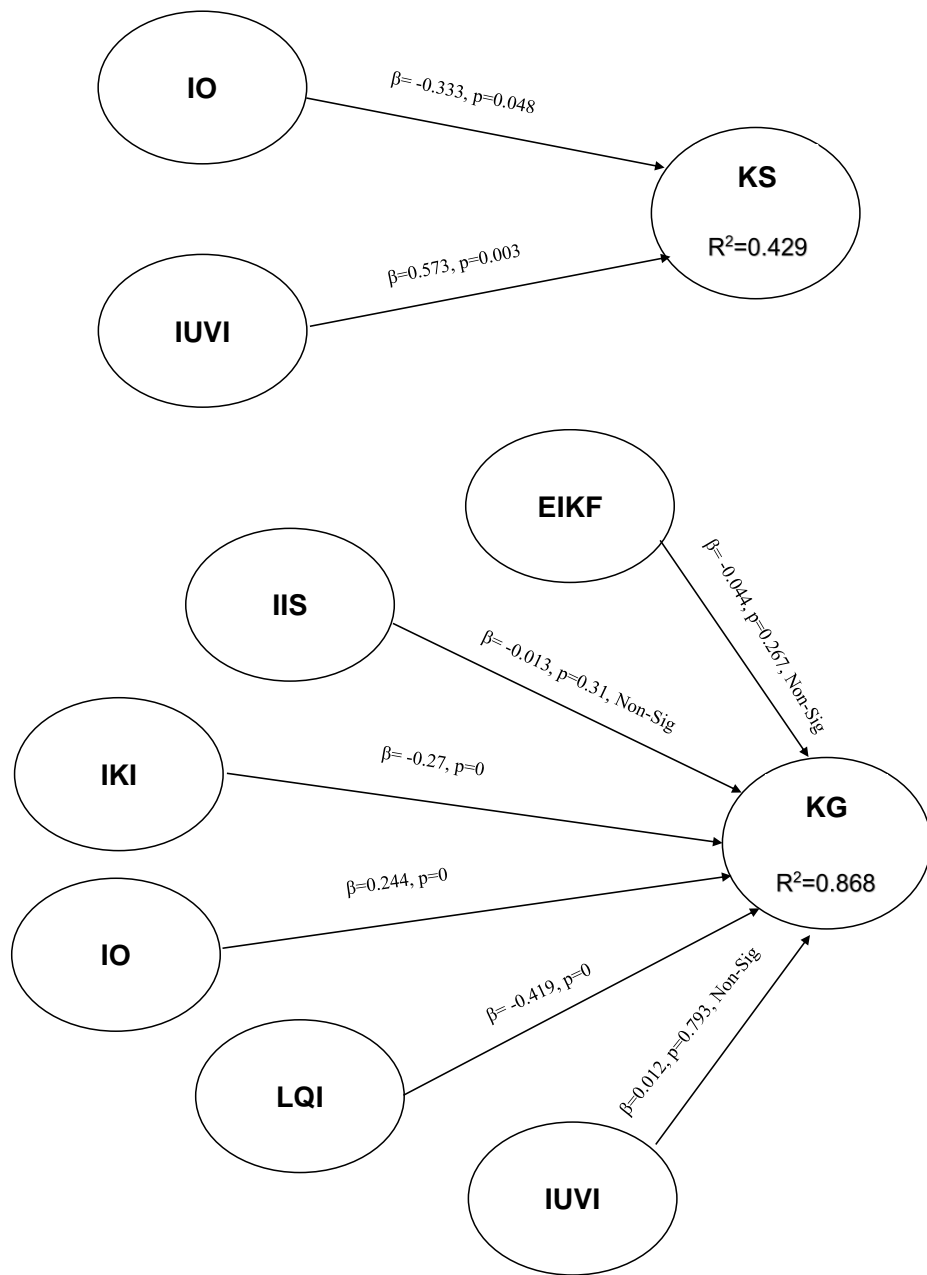 IO
β= -0.333, p=0.048
KS
R²=0.429
β=0.573, p=0.003
IUVI
EIKF
β= -0.044, p=0.267, Non-Sig
IIS
β= -0.013, p=0.31, Non-Sig
IKI
β= -0.27, p=0
KG
R²=0.868
β=0.244, p=0
IO
β= -0.419, p=0
LQI
β=0.012, p=0.793, Non-Sig
IUVI